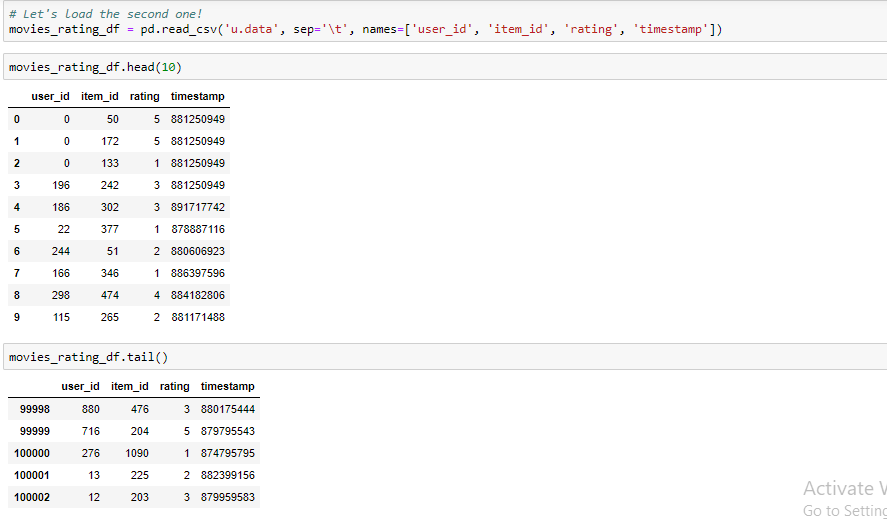 # Let's load the second one!
movies_rating_df = pd.read_csv('u.data', sep='\t', names=['user_id', 'item_id', 'rating', 'timestamp'])
movies_rating_df.head(10)
user_id item_id rating timestamp
0 0 50 5 881250949
1 0 172 5 881250949
2 0 133 1 881250949
3 196 242 3 881250949
4 186 302 3 891717742
5 22 377 1 878887116
6 244 51 2 880606923
7 166 346 1 886397596
8 298 474 4 884182806
9 115 265 2 881171488
movies_rating_df.tail()
user_id item_id rating timestamp
99998 880 476 3 880175444
99999 716 204 5 879795543
100000 276 1090 1 874795795
100001 13 225 2 882399156
100002 12 203 3 879959583
Activate
Go to Setting